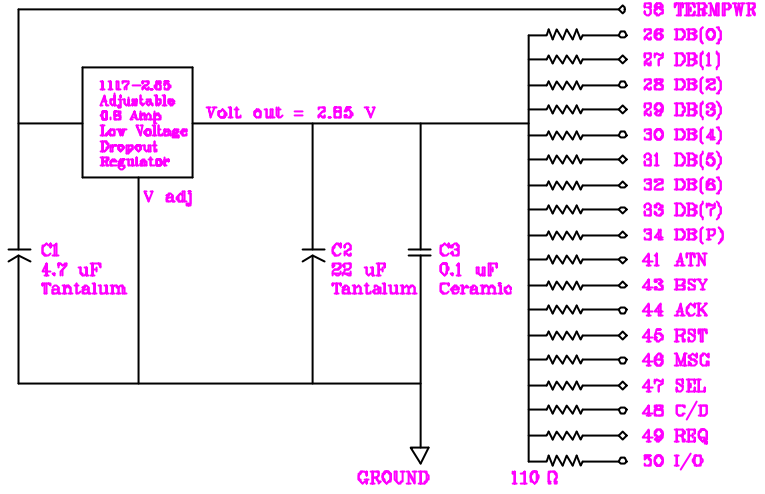 38 TERMPWR
26 DB(0)
27 DB(1)
28 DB(2)
29 DB(3)
30 DB(4)
31 DB(5)
32 DB(6)
33 DB(7)
34 DB(P)
41 ATN
43 BSY
44 ACK
45 RST
46 MSG
47 SEL
48 C/D
49 REQ
50 I/O
1117-2.85
Adjustable
0.8 Amp
Low Voltage
Dropout
Regulator
Volt out = 2.85 V
V adj
C1
4.7 uF
Tantalum
C2
22 uF
Tantalum
C3
0.1 uF
Ceramic
GROUND
110 Ω